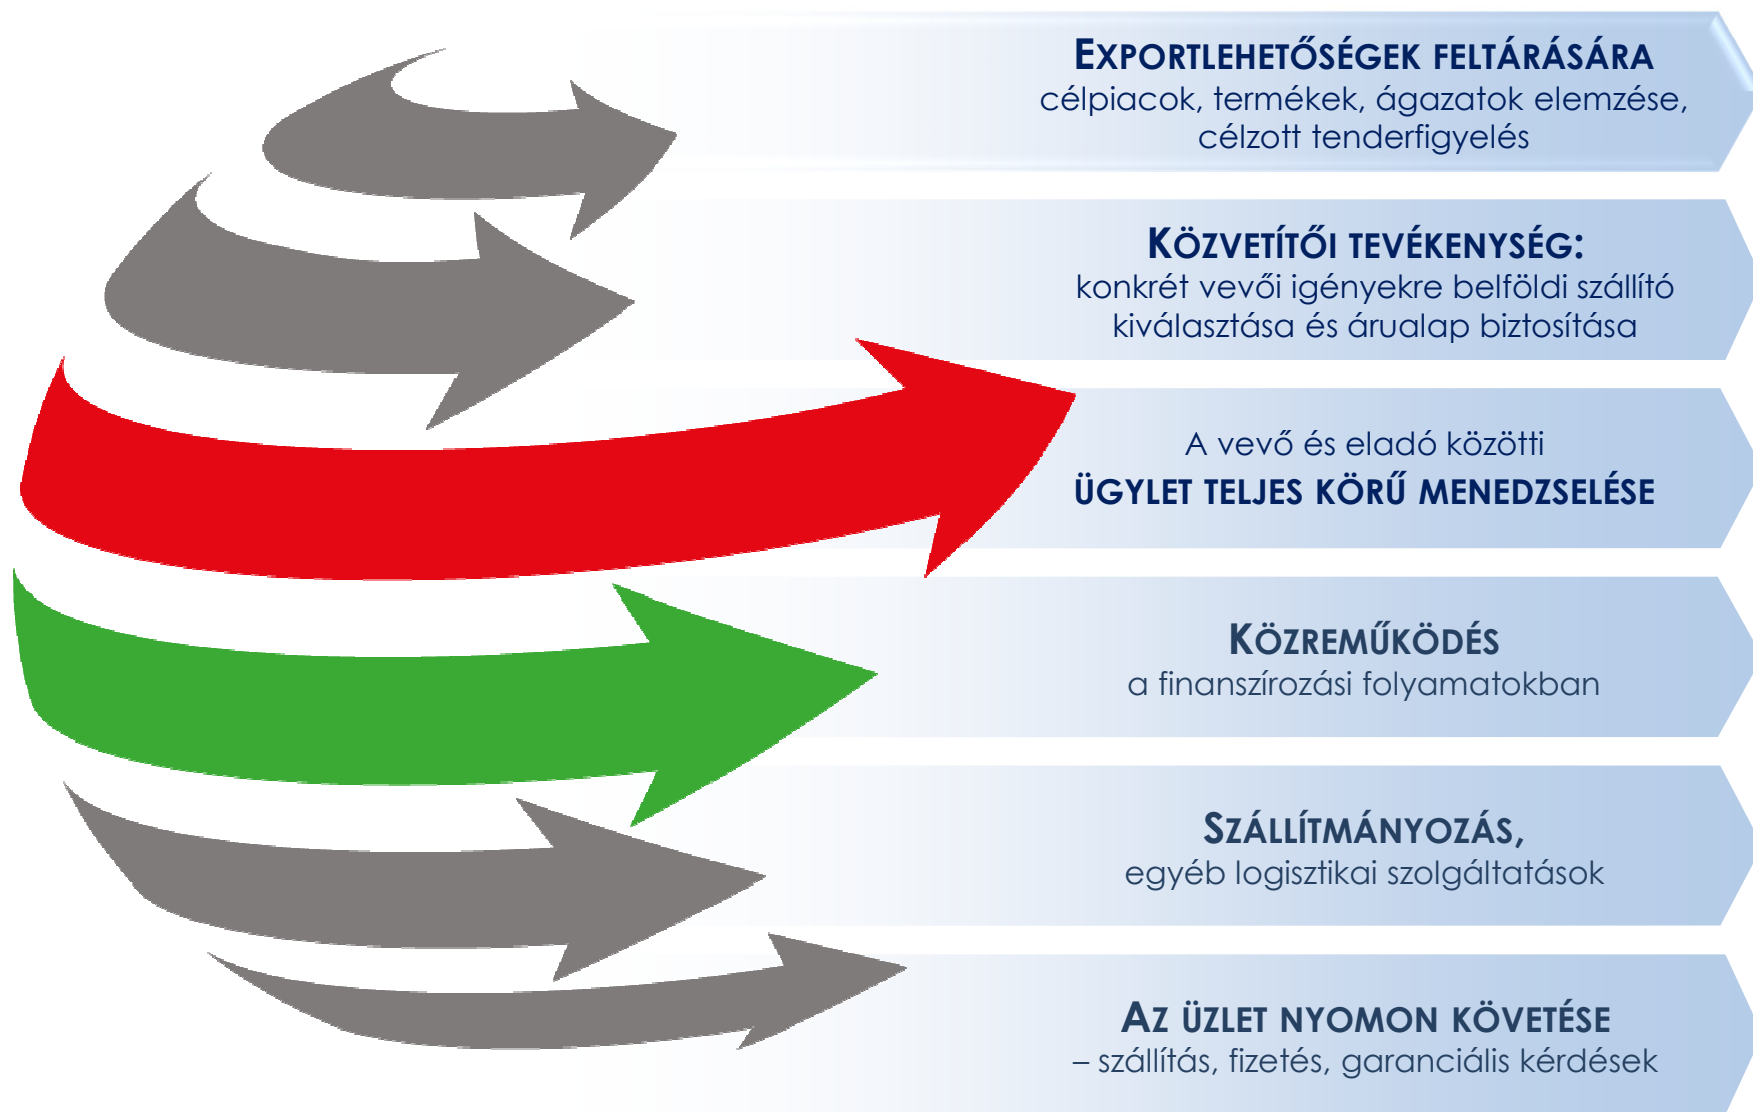 EXPORTLEHETŐSÉGEK FELTÁRÁSÁRA
célpiacok, termékek, ágazatok elemzése,
célzott tenderfigyelés
KÖZVETÍTŐI TEVÉKENYSÉG:
konkrét vevői igényekre belföldi szállító
kiválasztása és árualap biztosítása
A vevő és eladó közötti
ÜGYLET TELJES KÖRŰ MENEDZSELÉSE
KÖZREMŰKÖDÉS
a finanszírozási folyamatokban
SZÁLLÍTMÁNYOZÁS,
egyéb logisztikai szolgáltatások
AZ ÜZLET NYOMON KÖVETÉSE
– szállítás, fizetés, garanciális kérdések